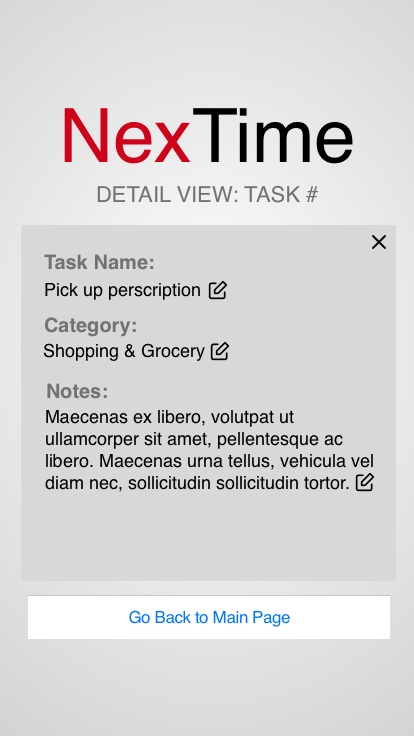 NexTime
DETAIL VIEW: TASK #
Task Name:
Pick up perscription
Category:
Shopping & Grocery
Notes:
Maecenas ex libero, volutpat ut
ullamcorper sit amet, pellentesque ac
libero. Maecenas urna tellus, vehicula vel
diam nec, sollicitudin sollicitudin tortor.
Go Back to Main Page